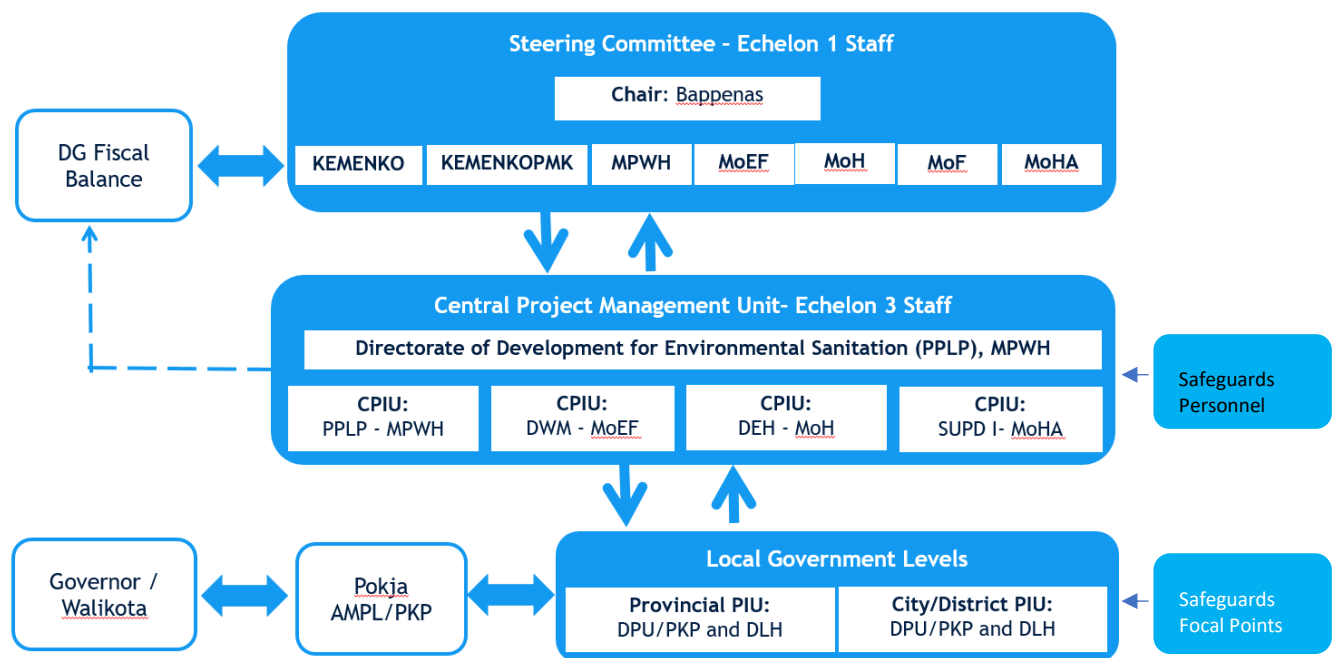 Steering Committee – Echelon 1 Staff
Chair: Bappenas
KEMENKO
KEMENKOPMK
MPWH
MoEF
MoH
MoF
MoHA
DG Fiscal
Balance
Central Project Management Unit– Echelon 3 Staff
Directorate of Development for Environmental Sanitation (PPLP), MPWH
CPIU:
PPLP - MPWH
CPIU:
DWM - MoEF
CPIU:
DEH - MoH
CPIU:
SUPD I- MoHA
Safeguards
Personnel
Governor /
Walikota
Pokja
AMPL/PKP
Local Government Levels
Provincial PIU:
DPU/PKP and DLH
City/District PIU:
DPU/PKP and DLH
Safeguards
Focal Points